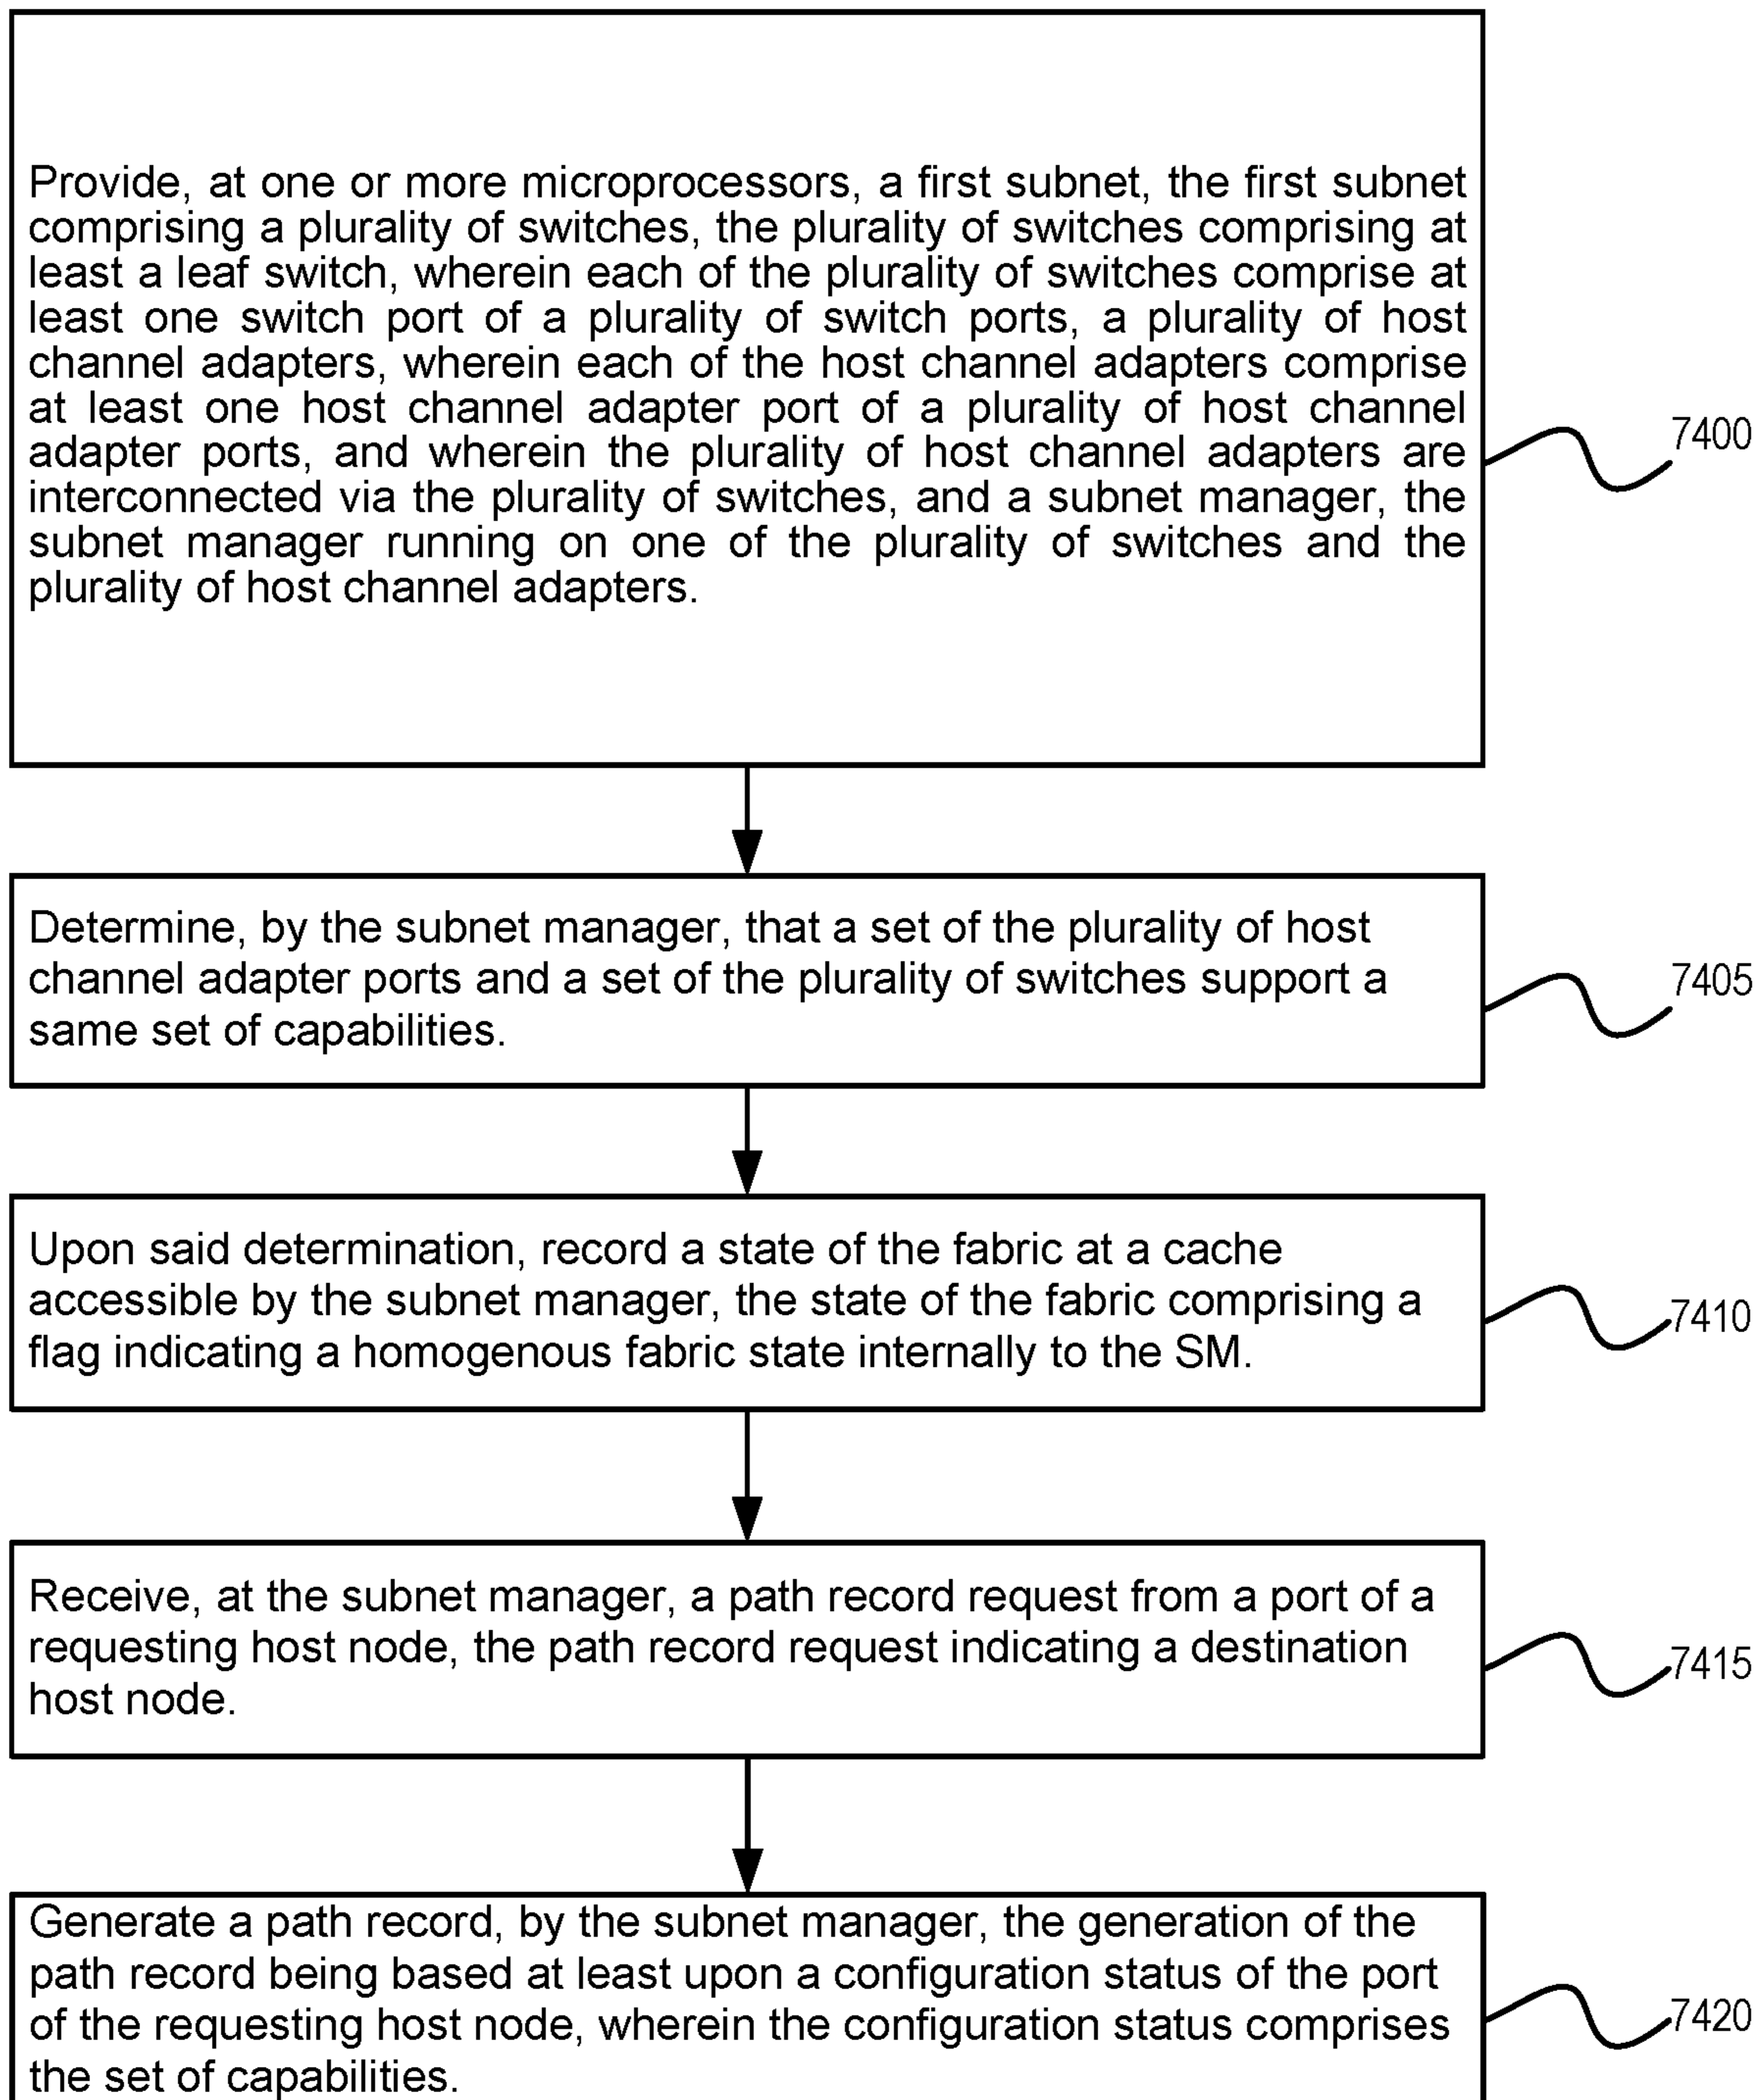 Provide, at one or more microprocessors, a first subnet, the first subnet
comprising a plurality of switches, the plurality of switches comprising at
least a leaf switch, wherein each of the plurality of switches comprise at
least one switch port of a plurality of switch ports, a plurality of host
channel adapters, wherein each of the host channel adapters comprise
at least one host channel adapter port of a plurality of host channel
adapter ports, and wherein the plurality of host channel adapters are
interconnected via the plurality of switches, and a subnet manager, the
subnet manager running on one of the plurality of switches and the
plurality of host channel adapters.
7400
Determine, by the subnet manager, that a set of the plurality of host
channel adapter ports and a set of the plurality of switches support a
same set of capabilities.
7405
Upon said determination, record a state of the fabric at a cache
accessible by the subnet manager, the state of the fabric comprising a
flag indicating a homogenous fabric state internally to the SM.
7410
Receive, at the subnet manager, a path record request from a port of a
requesting host node, the path record request indicating a destination
host node.
7415
Generate a path record, by the subnet manager, the generation of the
path record being based at least upon a configuration status of the port
of the requesting host node, wherein the configuration status comprises
the set of capabilities.
7420